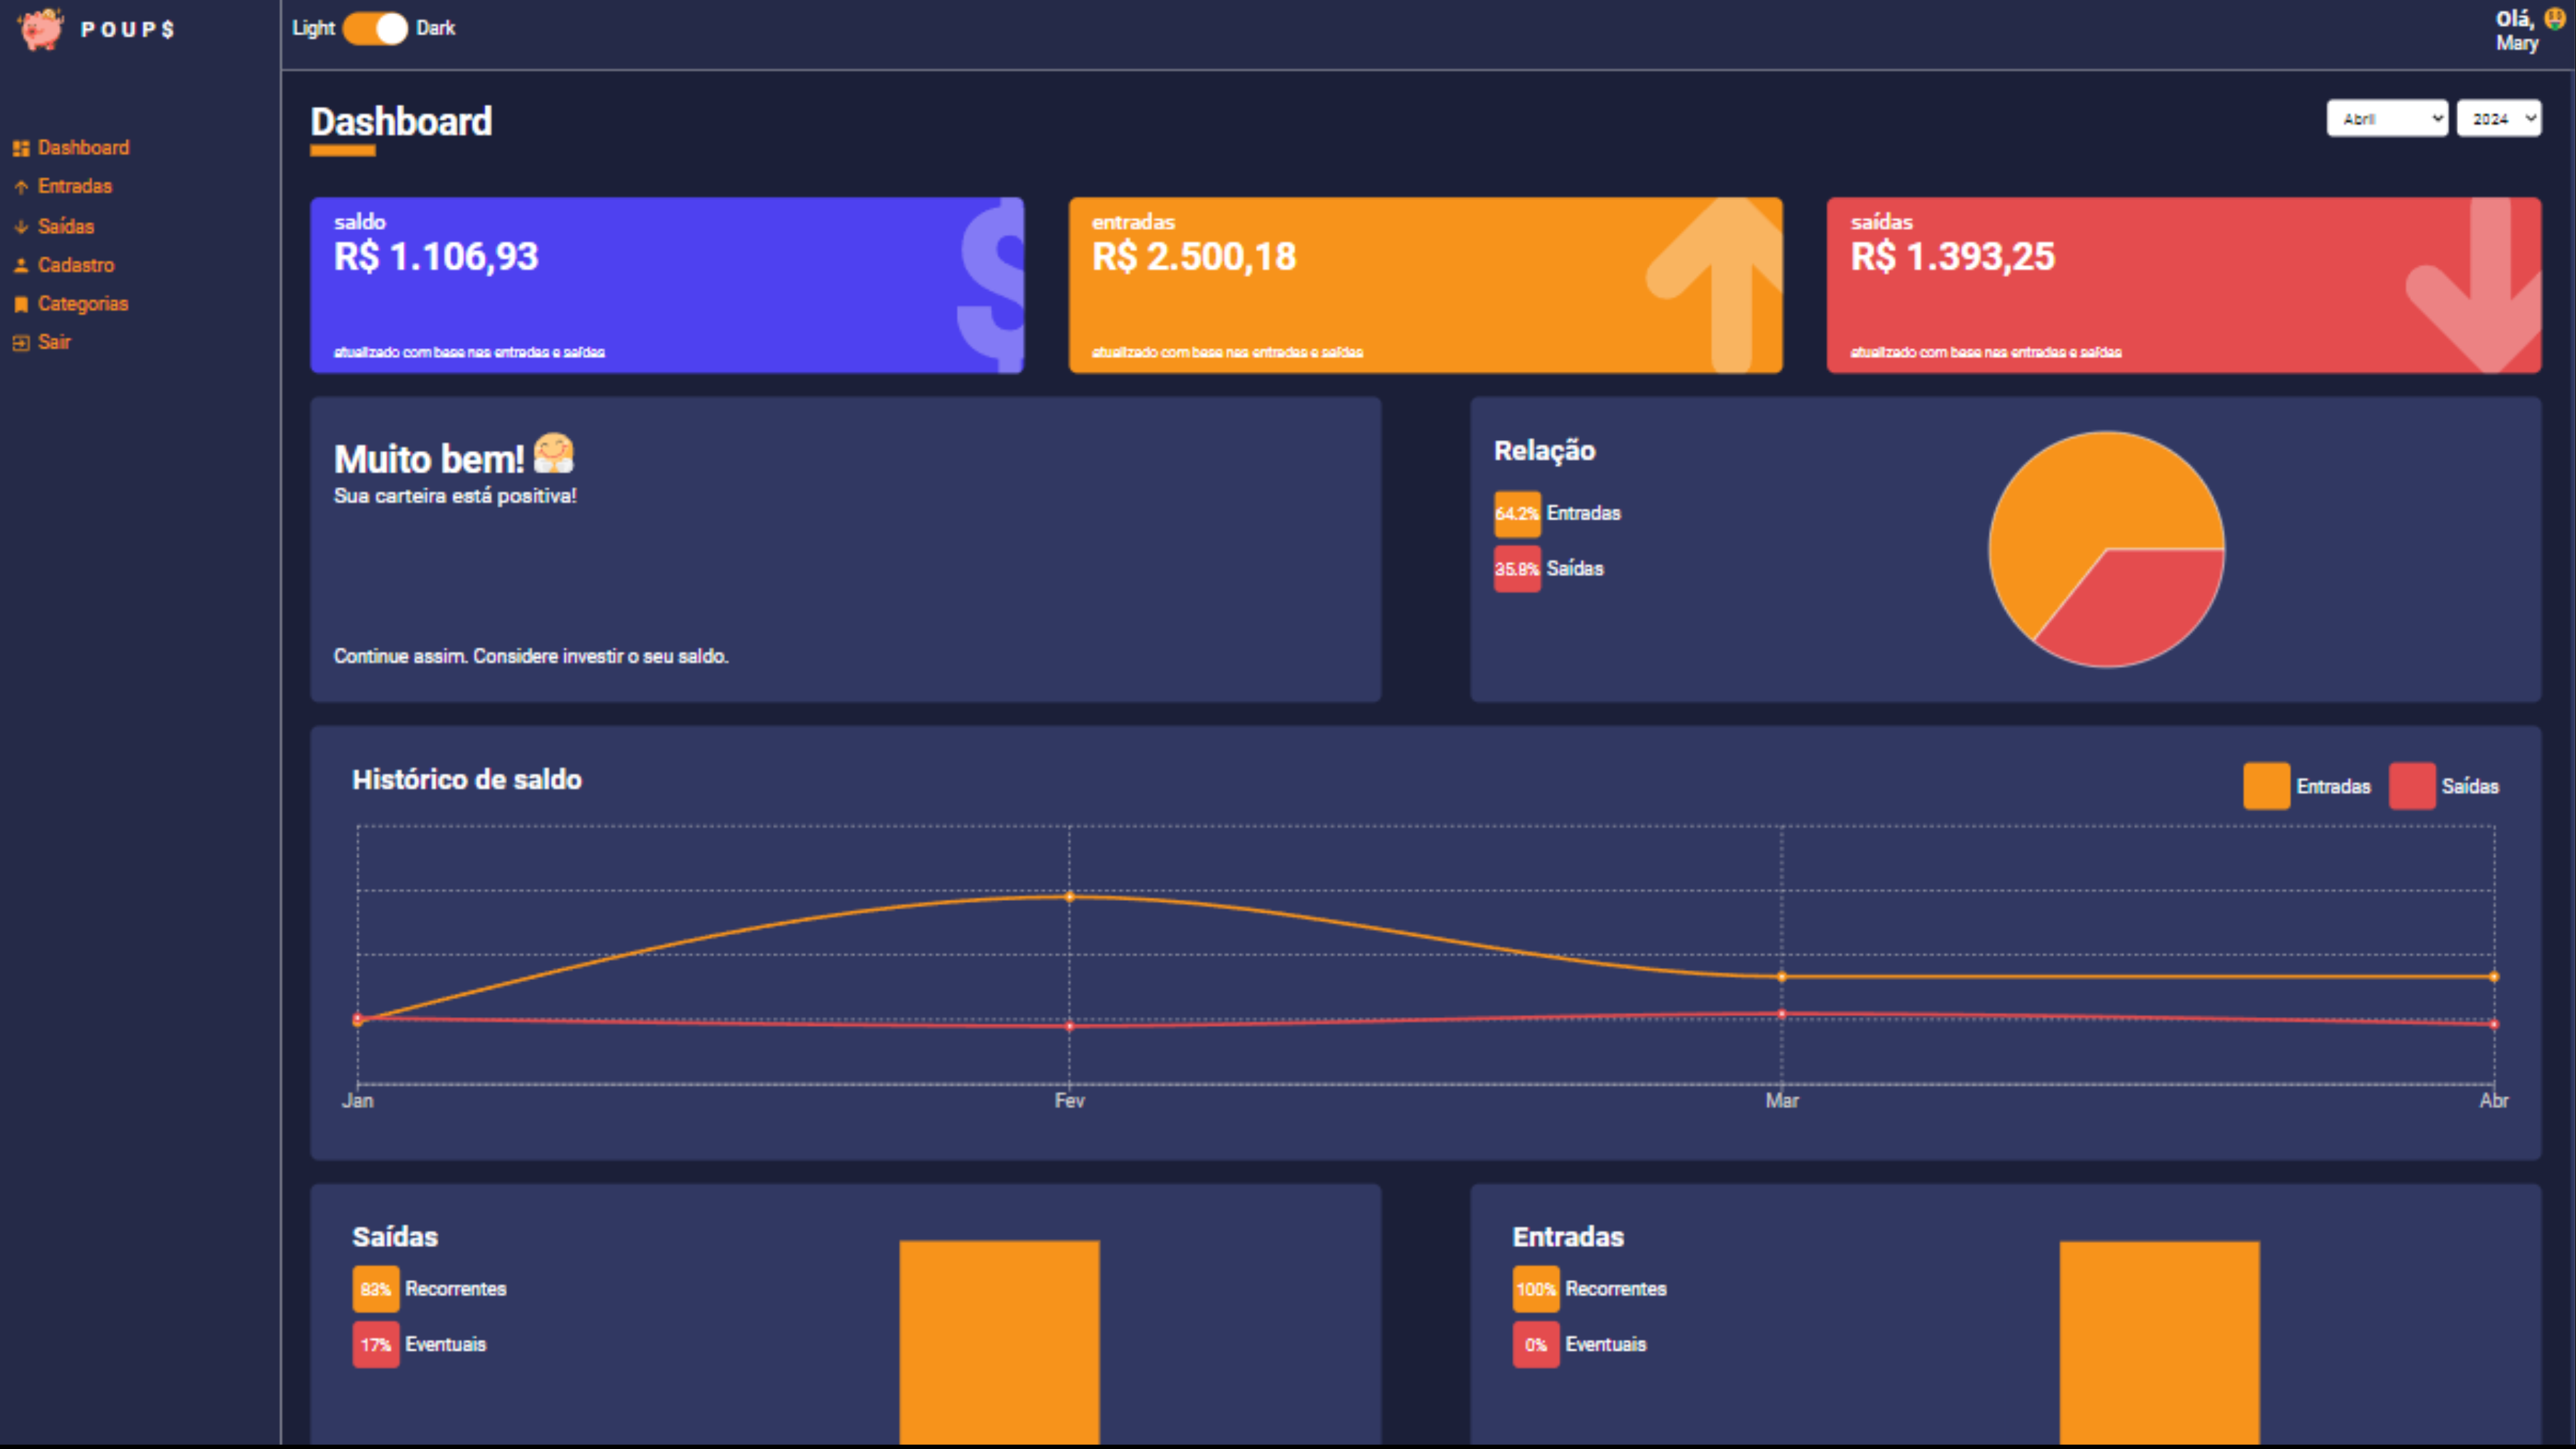 POUP$
Light Dark
Olá,
Mary
Dashboard
Entradas
Saídas
Cadastro
Categorias
Sair
Dashboard
Abril
2024
saldo
R$ 1.106,93
atualizado com base nas entradas e saídas
entradas
R$ 2.500,18
atualizado com base nas entradas e saídas
saídas
R$ 1.393,25
atualizado com base nas entradas e saídas
Muito bem!
Sua carteira está positiva!
Continue assim. Considere investir o seu saldo.
Relação
64.2% Entradas
35.8% Saídas
Histórico de saldo
Entradas Saídas
Jan Fev Mar Abr
Saídas
83% Recorrentes
17% Eventuais
Entradas
100% Recorrentes
0% Eventuais